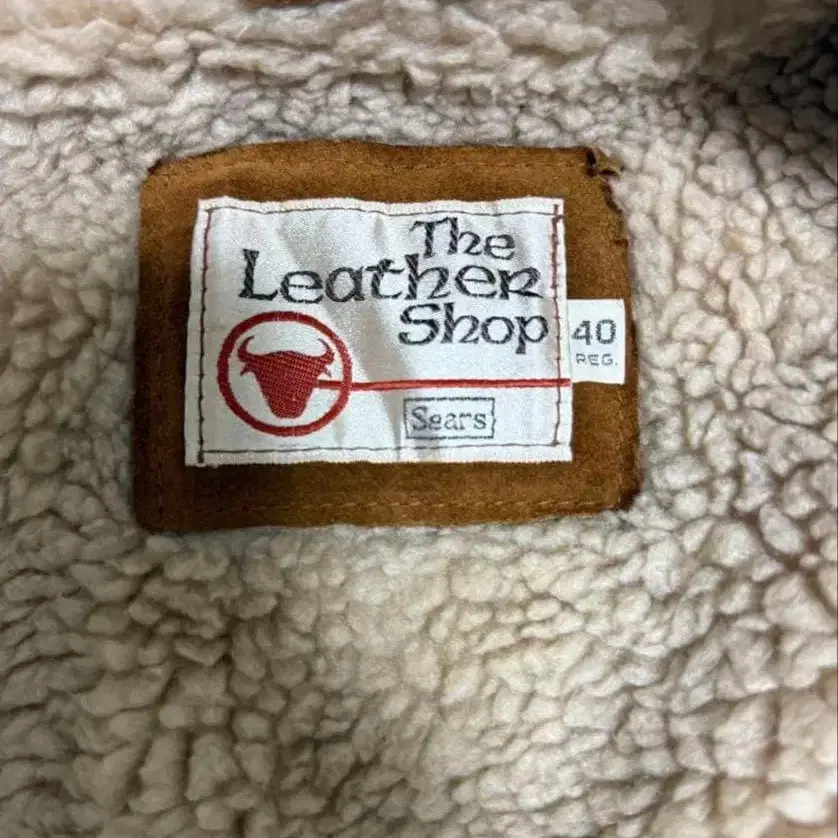 The
Leather
Shop
40
REG.
Sears